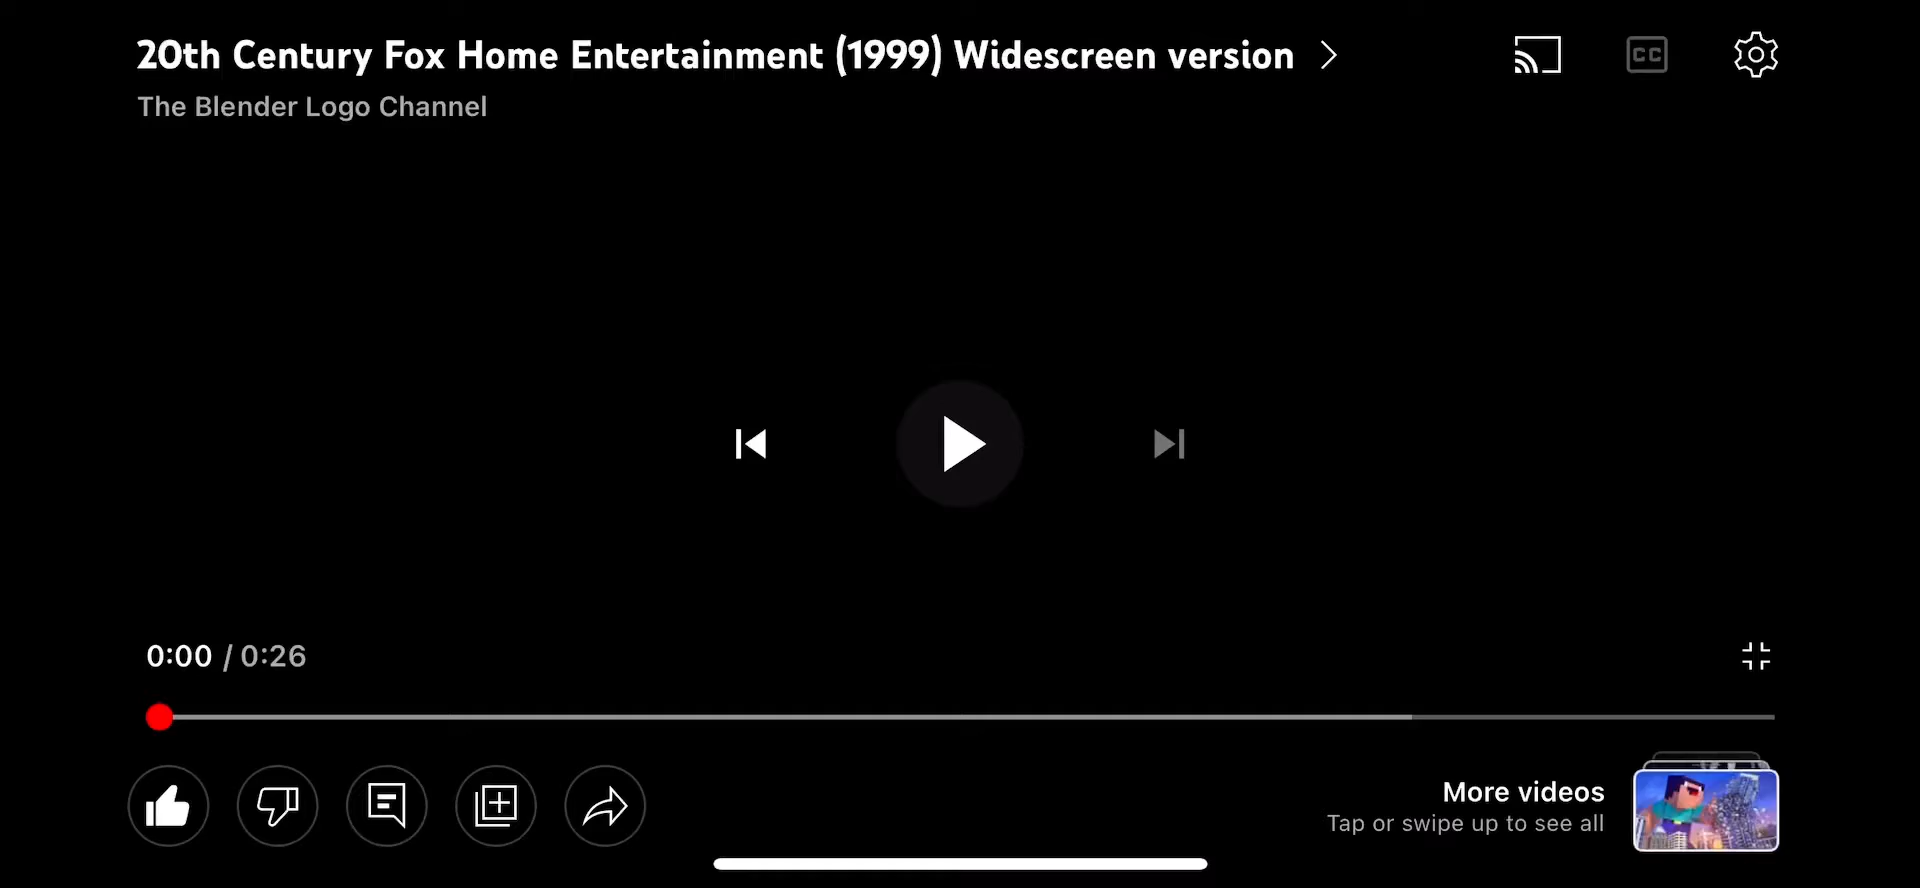 20th Century Fox Home Entertainment (1999) Widescreen version
The Blender Logo Channel
CC
0:00 / 0:26
More videos
Tap or swipe up to see all